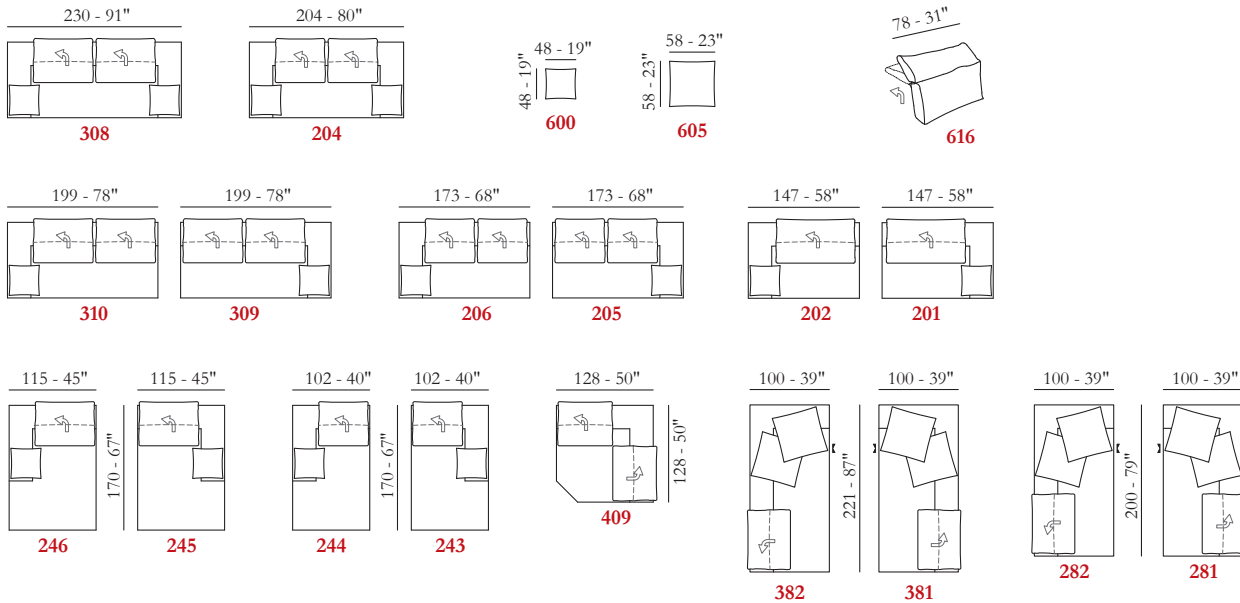 230 - 91"
204 - 80"
48 - 19"
48 - 19"
58 - 23"
58 - 23"
78 - 31"
308
204
600
605
616
199 - 78"
199 - 78"
173 - 68"
173 - 68"
147 - 58"
147 - 58"
310
309
206
205
202
201
115 - 45"
115 - 45"
102 - 40"
102 - 40"
128 - 50"
100 - 39"
100 - 39"
100 - 39"
100 - 39"
170 - 67"
170 - 67"
128 - 50"
221 - 87"
200 - 79"
246
245
244
243
409
382
381
282
281